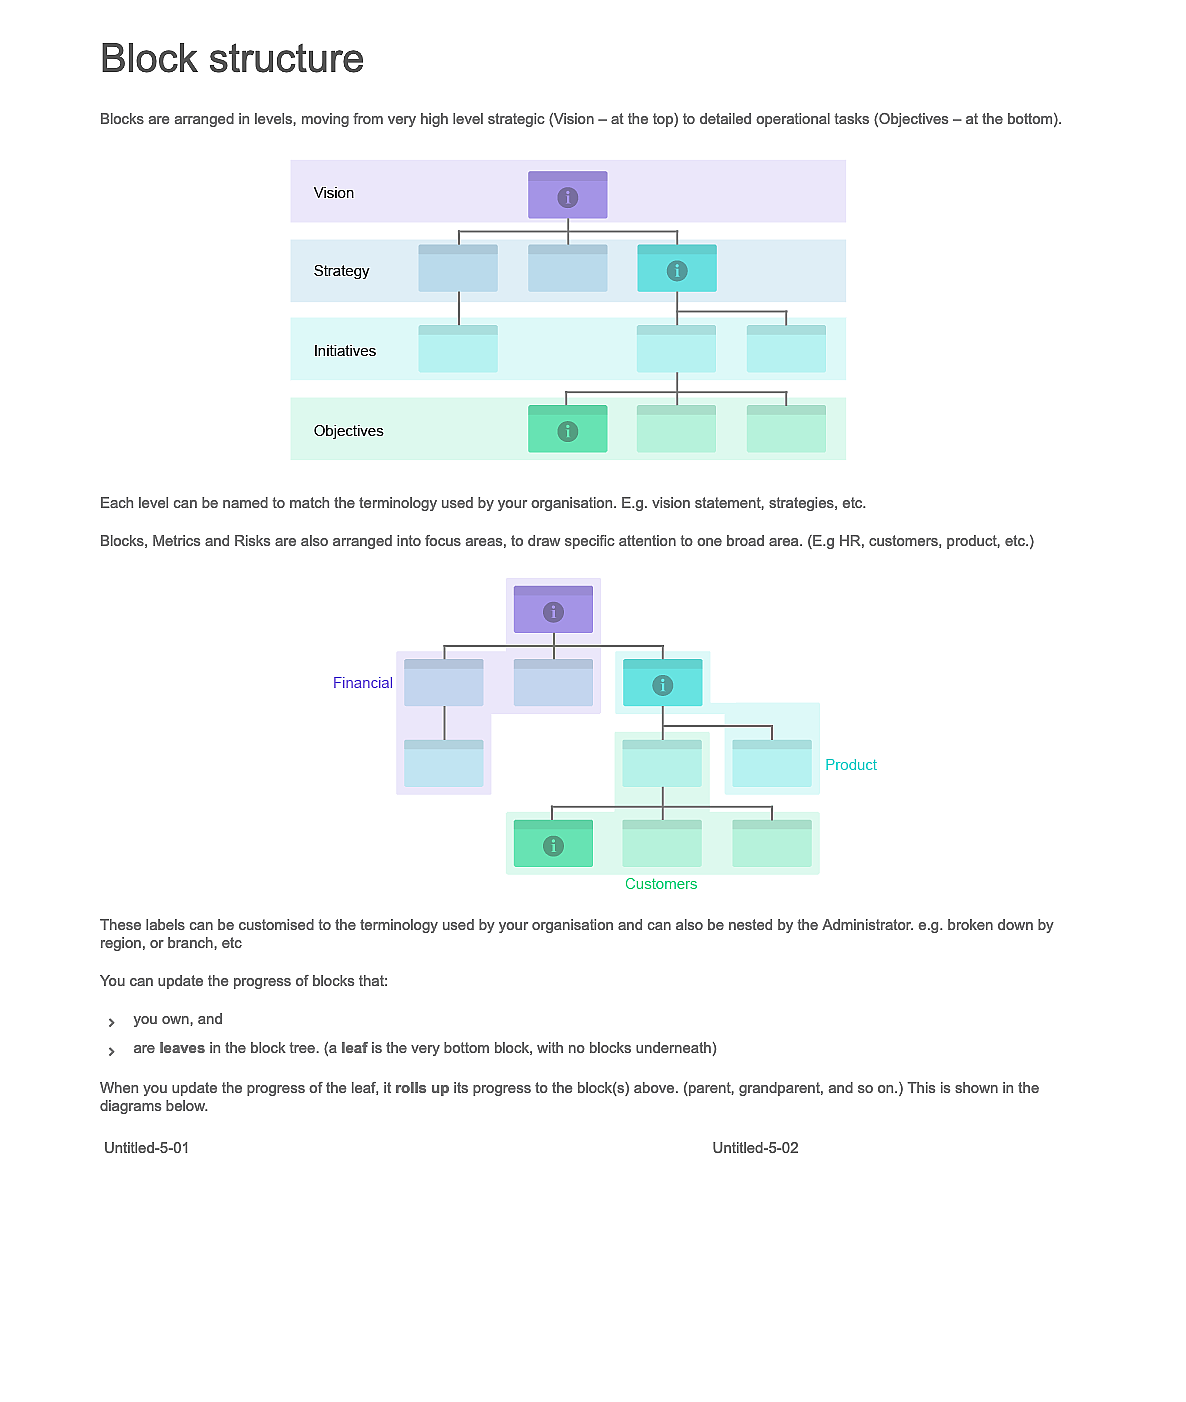 Block structure
Blocks are arranged in levels, moving from very high level strategic (Vision – at the top) to detailed operational tasks (Objectives – at the bottom).
Vision
i
Strategy
i
Initiatives
Objectives
i
Each level can be named to match the terminology used by your organisation. E.g. vision statement, strategies, etc.
Blocks, Metrics and Risks are also arranged into focus areas, to draw specific attention to one broad area. (E.g HR, customers, product, etc.)
i
Financial
i
Product
i
Customers
These labels can be customised to the terminology used by your organisation and can also be nested by the Administrator. e.g. broken down by
region, or branch, etc
You can update the progress of blocks that:
you own, and
are leaves in the block tree. (a leaf is the very bottom block, with no blocks underneath)
When you update the progress of the leaf, it rolls up its progress to the block(s) above. (parent, grandparent, and so on.) This is shown in the
diagrams below.
Untitled-5-01
Untitled-5-02